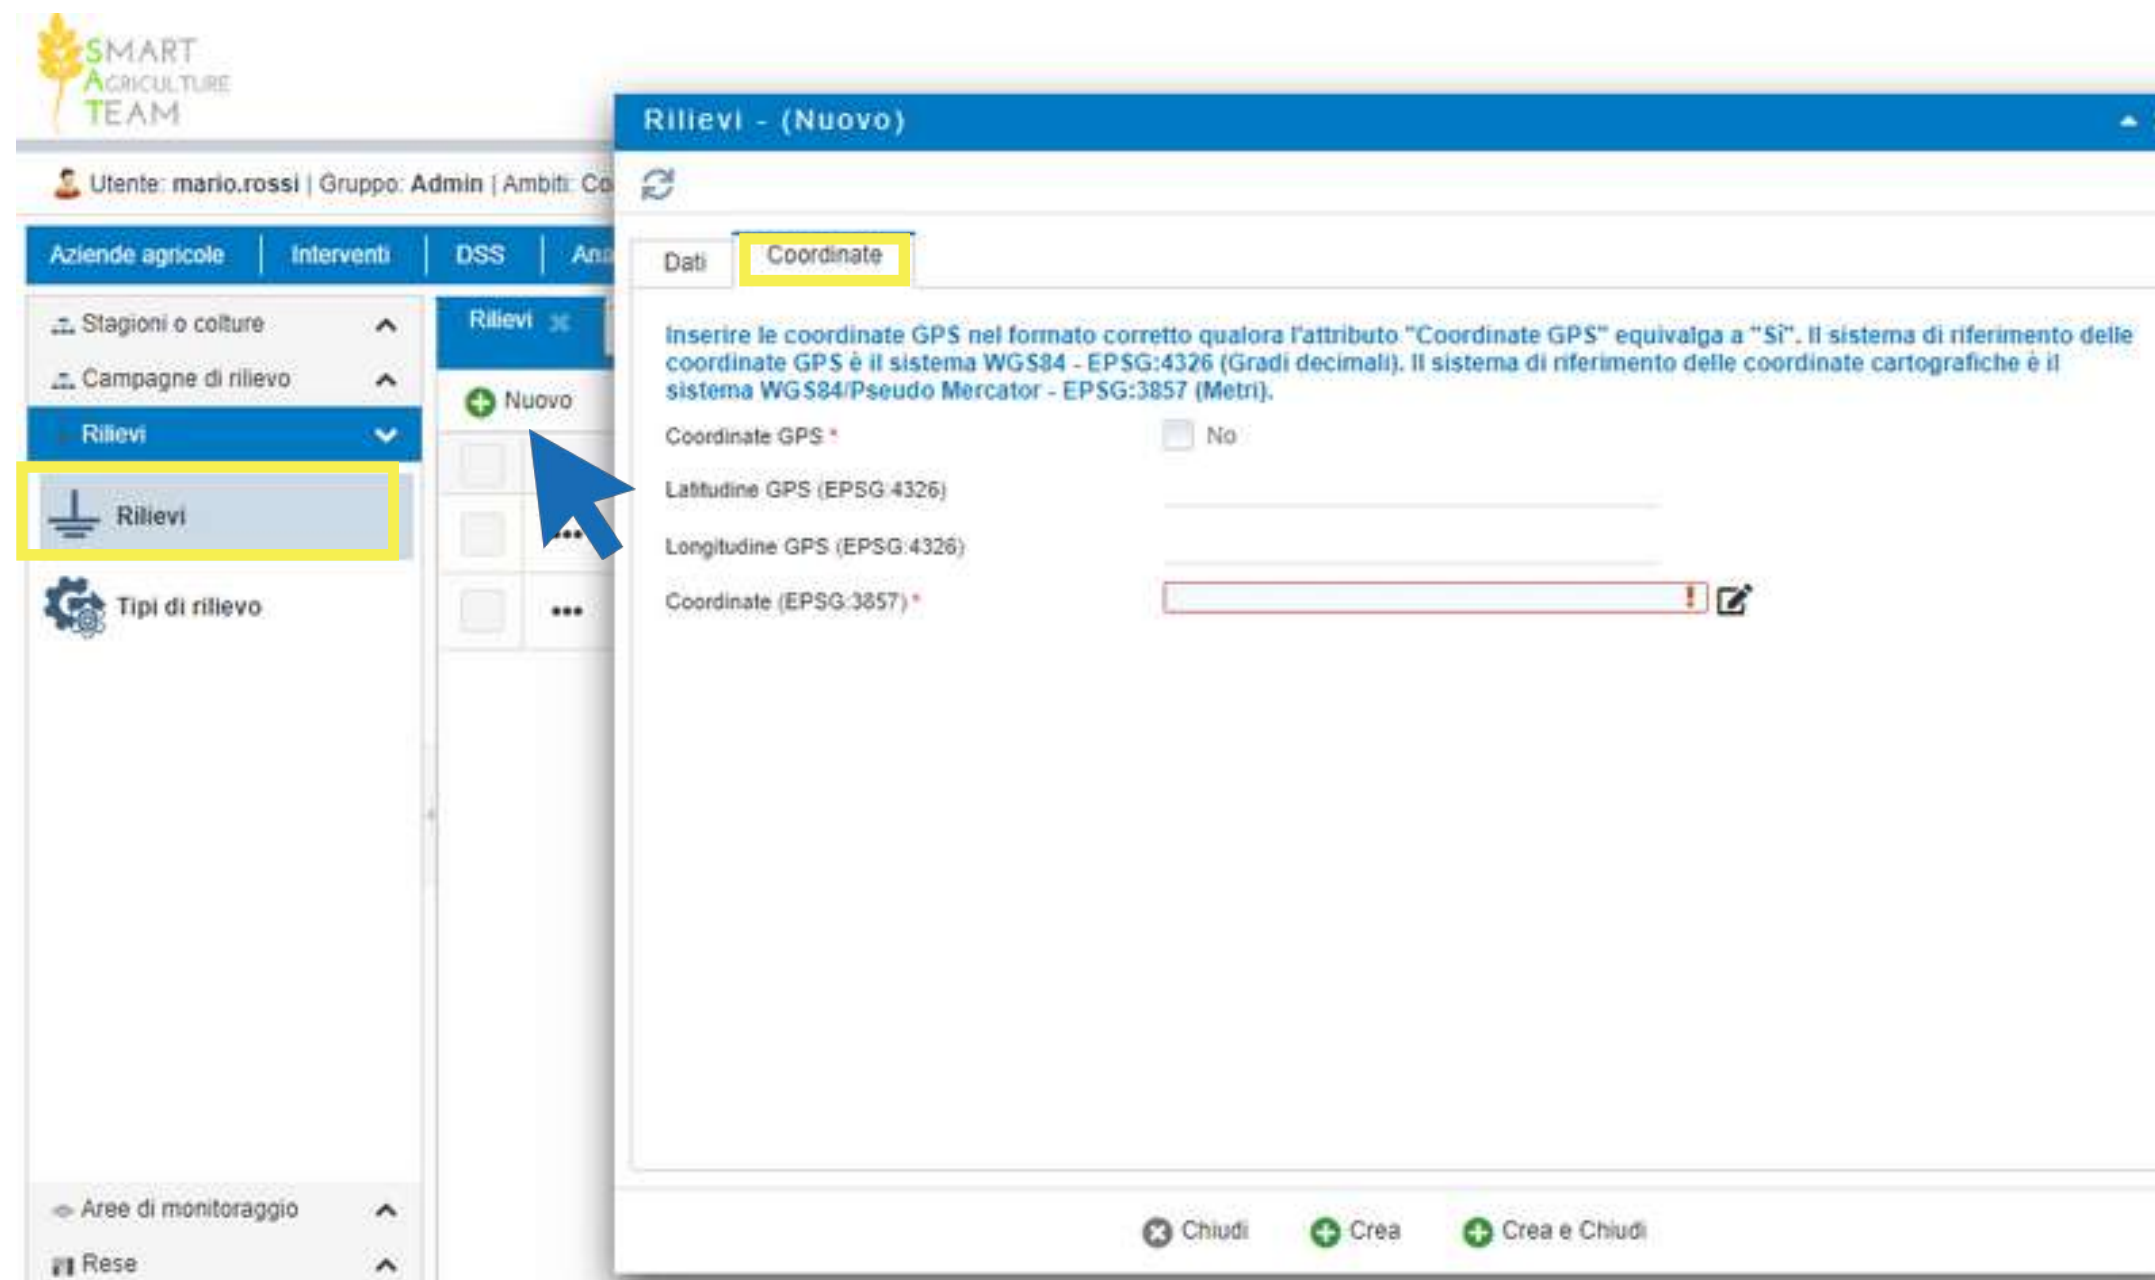 SMART
AGRICULTURE
TEAM
Utente: mario.rossi | Gruppo: Admin | Ambiti: Co
Aziende agricole | Interventi | DSS | Ana
Stagioni o colture
Campagne di rilievo
Rilievi
Rilievi
Tipi di rilievo
Aree di monitoraggio
Rese
Rilievi
Nuovo
Rilievi - (Nuovo)
Dati
Coordinate
Inserire le coordinate GPS nel formato corretto qualora l'attributo "Coordinate GPS" equivalga a "Sì". Il sistema di riferimento delle
coordinate GPS è il sistema WGS84 - EPSG:4326 (Gradi decimali). Il sistema di riferimento delle coordinate cartografiche è il
sistema WGS84/Pseudo Mercator - EPSG:3857 (Metri).
Coordinate GPS * No
Latitudine GPS (EPSG:4326)
Longitudine GPS (EPSG:4326)
Coordinate (EPSG:3857) * !
Chiudi Crea Crea e Chiudi